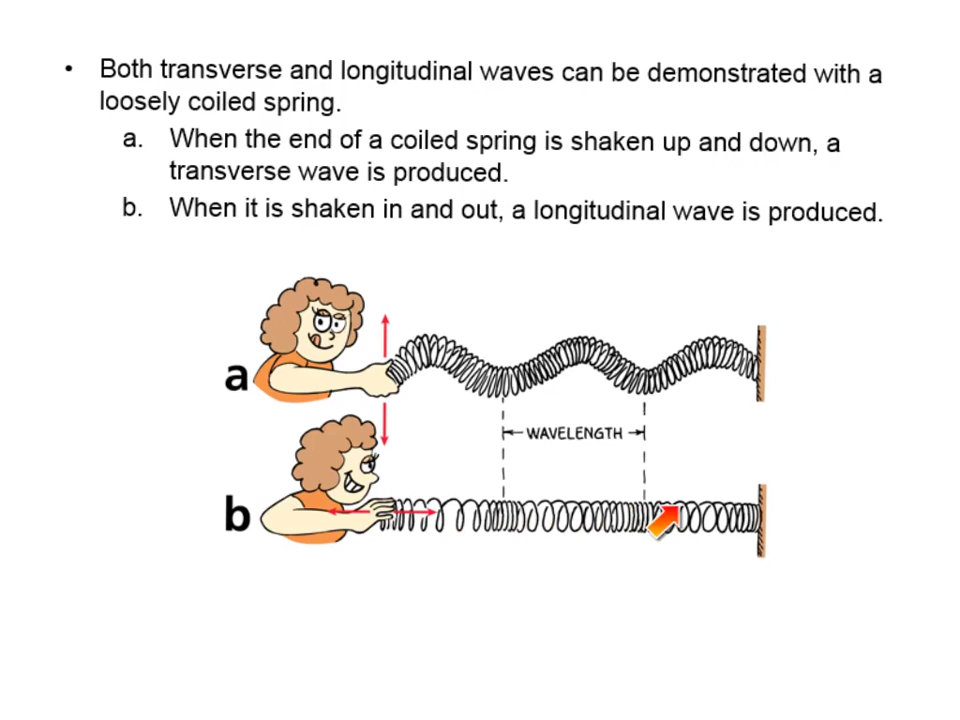 • Both transverse and longitudinal waves can be demonstrated with a
loosely coiled spring.
a. When the end of a coiled spring is shaken up and down, a
transverse wave is produced.
b. When it is shaken in and out, a longitudinal wave is produced.
a
WAVELENGTH
b